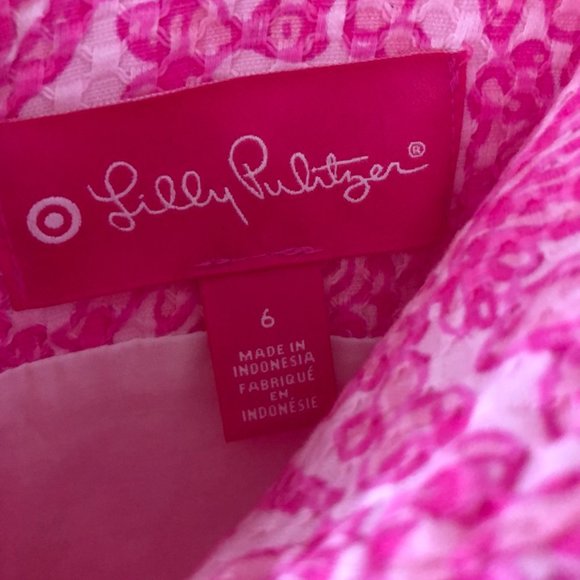 Lilly Pulitzer®
6
MADE IN
INDONESIA
FABRIQUÉ
EN
INDONÉSIE